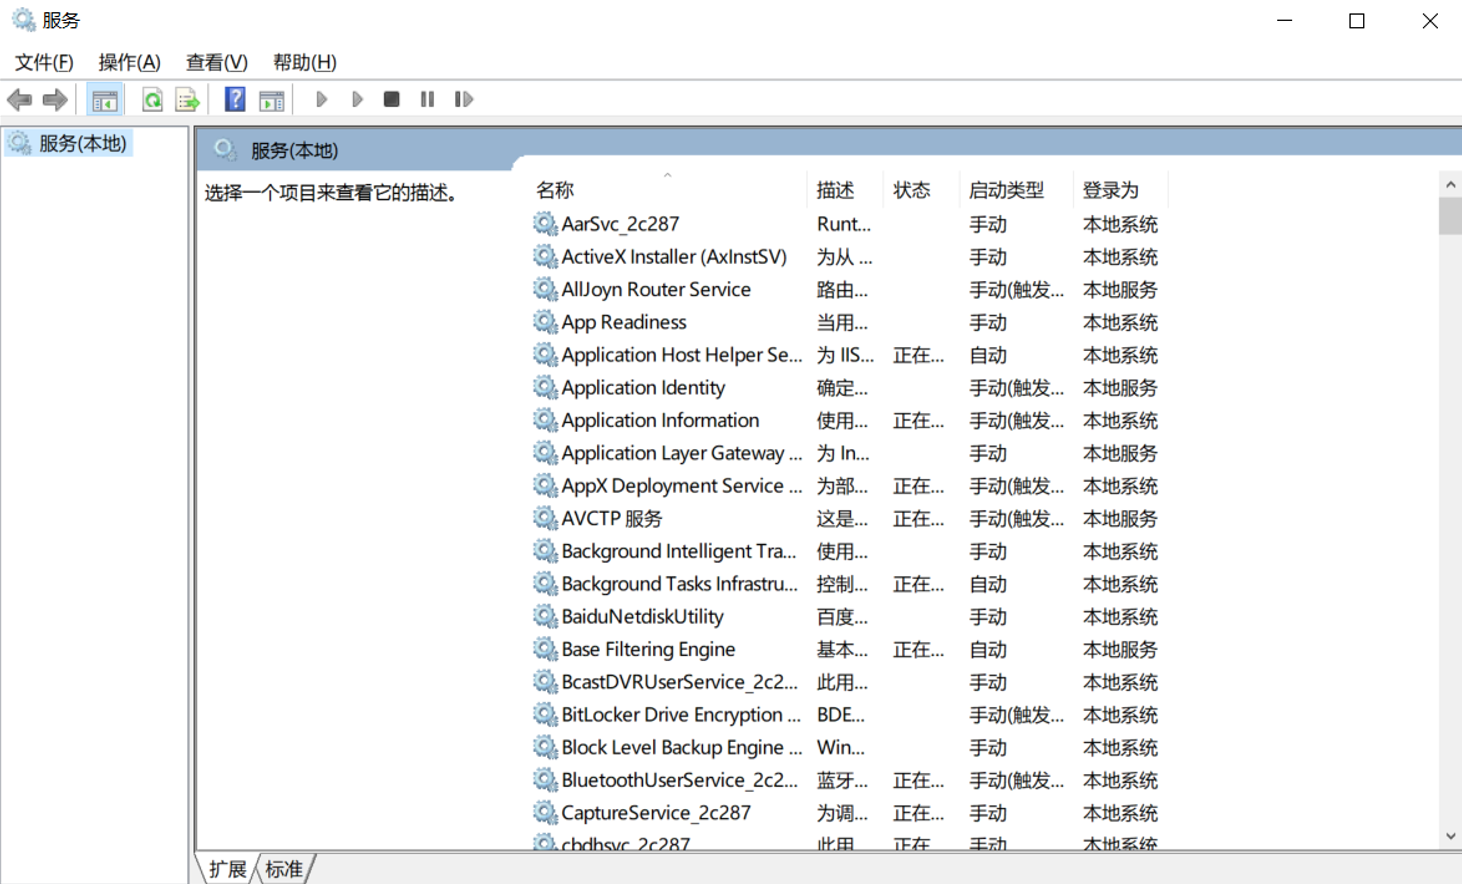 服务
文件(F) 操作(A) 查看(V) 帮助(H)
服务(本地)
服务(本地)
选择一个项目来查看它的描述。
名称 描述 状态 启动类型 登录为
AarSvc_2c287 Runt... 手动 本地系统
ActiveX Installer (AxInstSV) 为从 ... 手动 本地系统
AllJoyn Router Service 路由... 手动(触发... 本地服务
App Readiness 当用... 手动 本地系统
Application Host Helper Se... 为 IIS... 正在... 自动 本地系统
Application Identity 确定... 手动(触发... 本地服务
Application Information 使用... 正在... 手动(触发... 本地系统
Application Layer Gateway ... 为 In... 手动 本地服务
AppX Deployment Service ... 为部... 正在... 手动(触发... 本地系统
AVCTP 服务 这是... 正在... 手动(触发... 本地服务
Background Intelligent Tra... 使用... 手动 本地系统
Background Tasks Infrastru... 控制... 正在... 自动 本地系统
BaiduNetdiskUtility 百度... 手动 本地系统
Base Filtering Engine 基本... 正在... 自动 本地服务
BcastDVRUserService_2c2... 此用... 手动 本地系统
BitLocker Drive Encryption ... BDE... 手动(触发... 本地系统
Block Level Backup Engine ... Win... 手动 本地系统
BluetoothUserService_2c2... 蓝牙... 正在... 手动(触发... 本地系统
CaptureService_2c287 为调... 正在... 手动 本地系统
cbdhsvc_2c287 此用 正在 手动 本地系统
扩展 标准